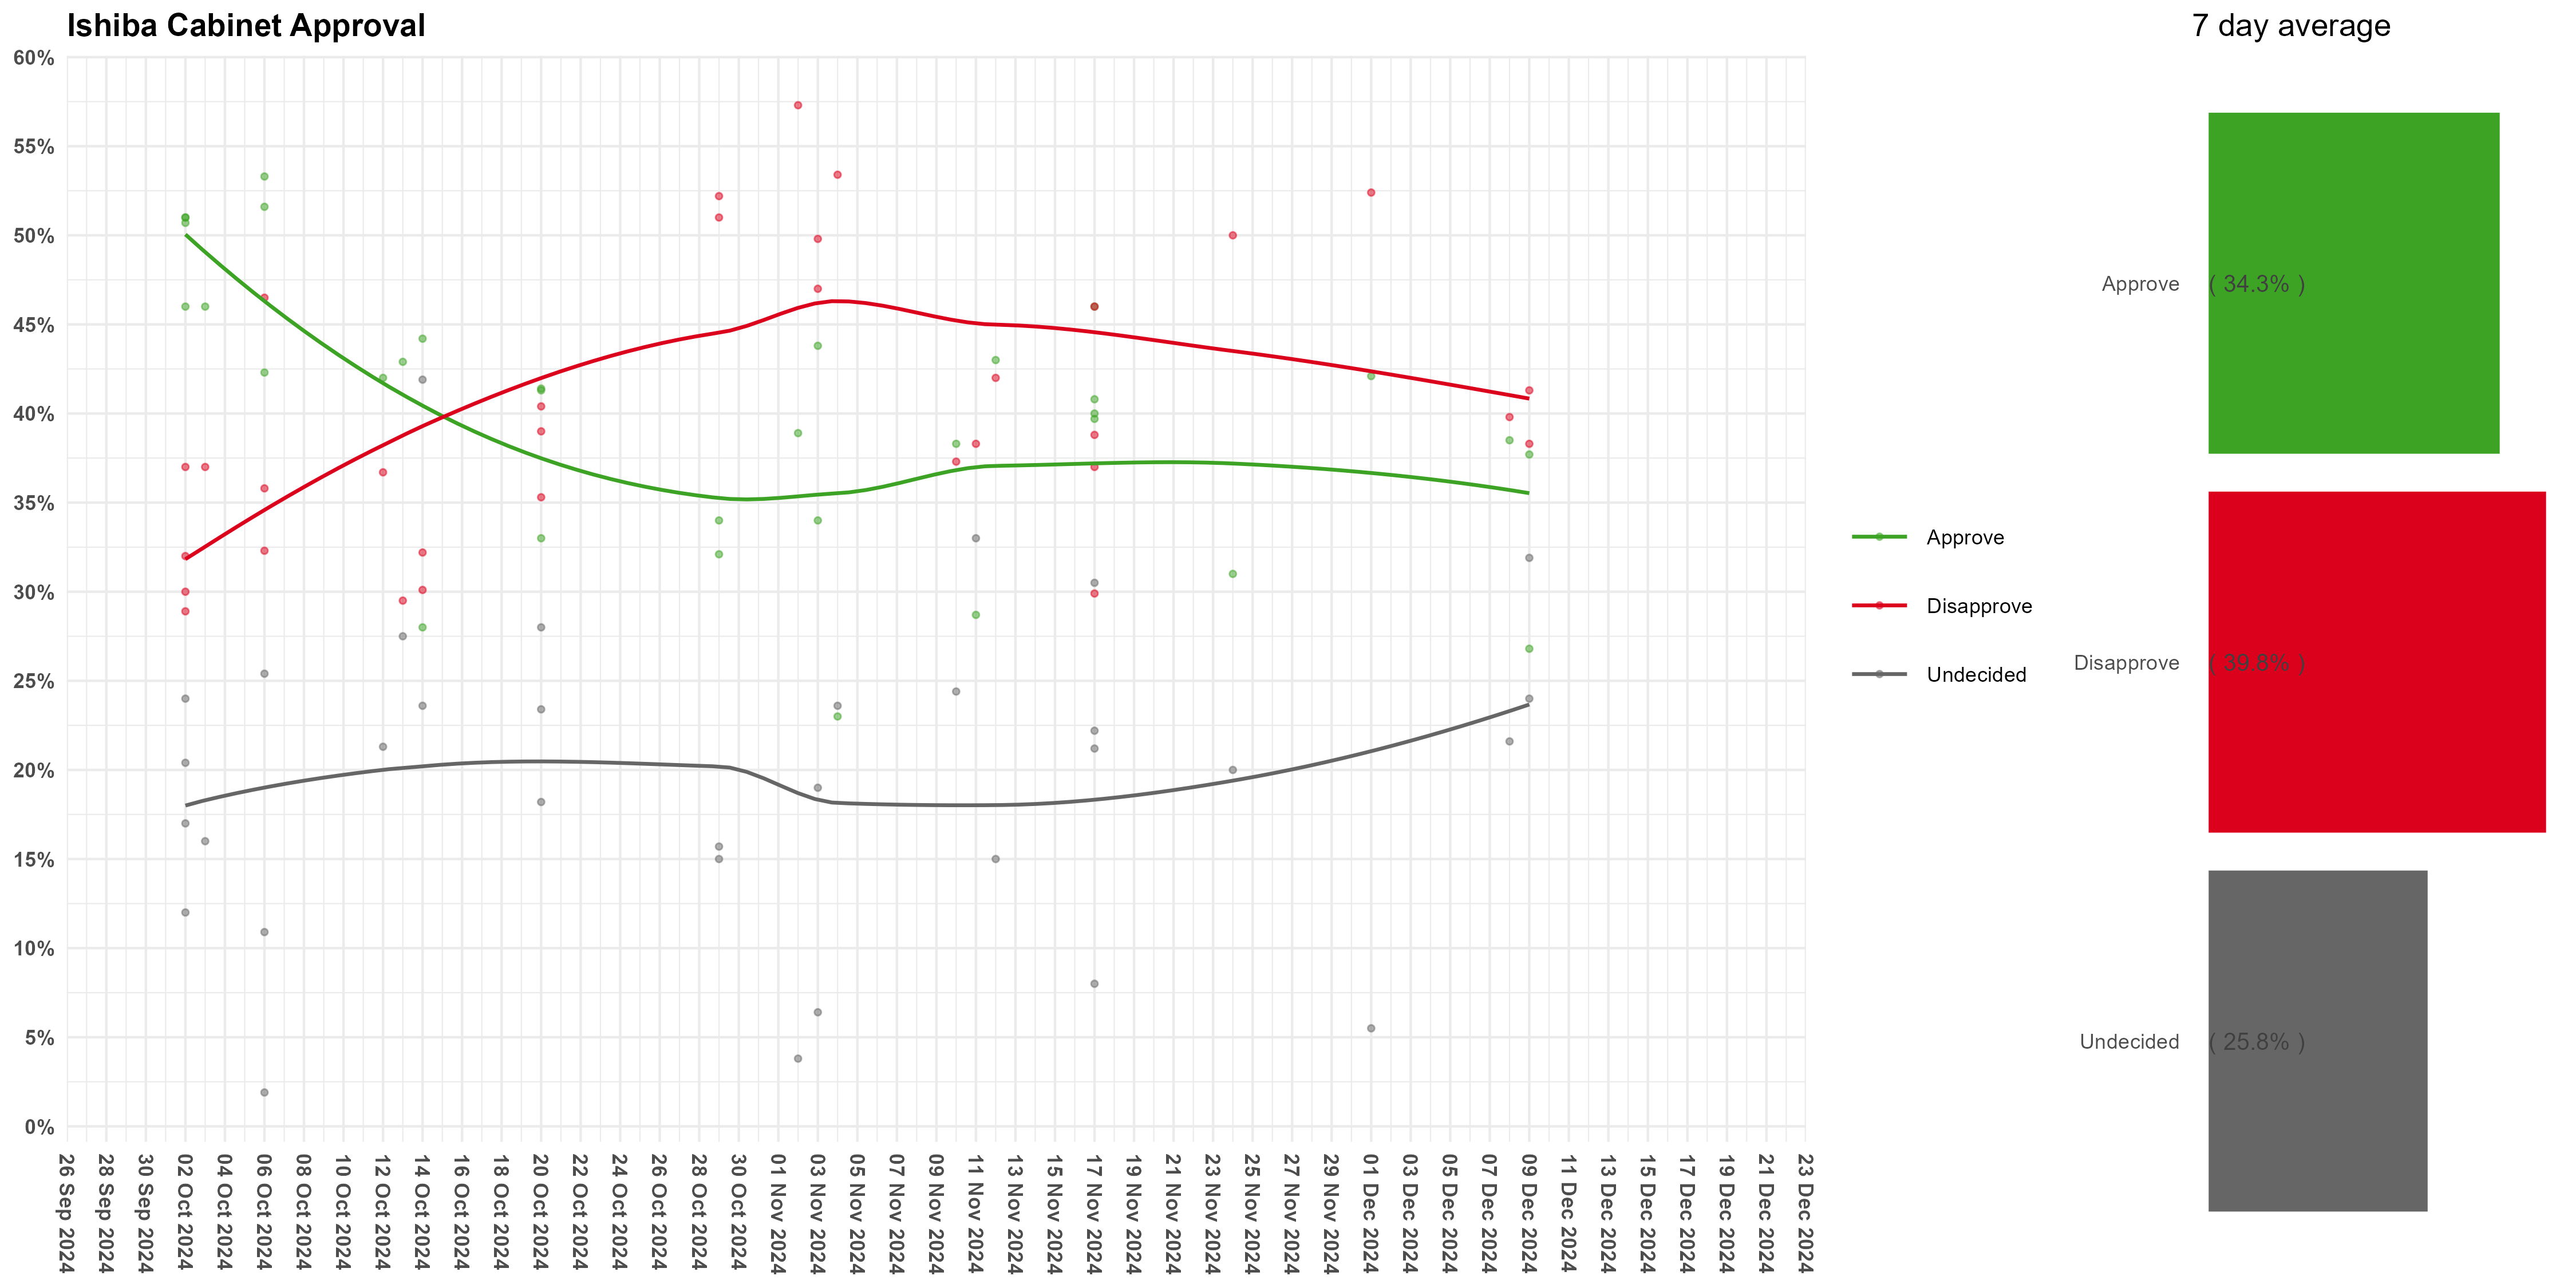 Ishiba Cabinet Approval
7 day average
60%
55%
50%
45%
40%
35%
30%
25%
20%
15%
10%
5%
0%
26 Sep 2024
28 Sep 2024
30 Sep 2024
02 Oct 2024
04 Oct 2024
06 Oct 2024
08 Oct 2024
10 Oct 2024
12 Oct 2024
14 Oct 2024
16 Oct 2024
18 Oct 2024
20 Oct 2024
22 Oct 2024
24 Oct 2024
26 Oct 2024
28 Oct 2024
30 Oct 2024
01 Nov 2024
03 Nov 2024
05 Nov 2024
07 Nov 2024
09 Nov 2024
11 Nov 2024
13 Nov 2024
15 Nov 2024
17 Nov 2024
19 Nov 2024
21 Nov 2024
23 Nov 2024
25 Nov 2024
27 Nov 2024
29 Nov 2024
01 Dec 2024
03 Dec 2024
05 Dec 2024
07 Dec 2024
09 Dec 2024
11 Dec 2024
13 Dec 2024
15 Dec 2024
17 Dec 2024
19 Dec 2024
21 Dec 2024
23 Dec 2024
Approve
Disapprove
Undecided
Approve ( 34.3% )
Disapprove ( 39.8% )
Undecided ( 25.8% )